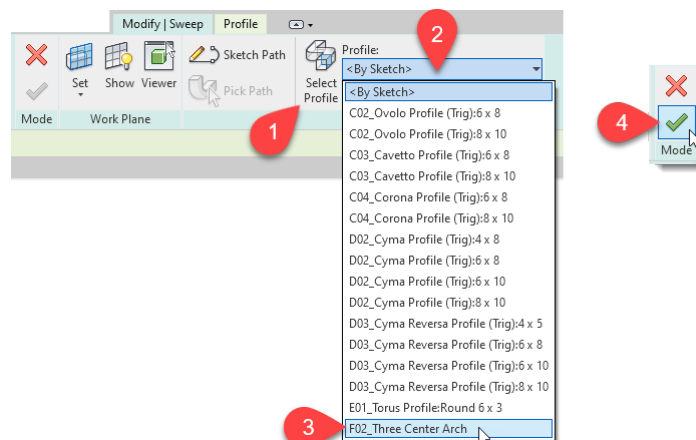 Modify | Sweep Profile
Sketch Path
Pick Path
Set Show Viewer
Select
Profile
Profile:
<By Sketch>
Mode Work Plane
<By Sketch>
C02_Ovolo Profile (Trig):6 x 8
C02_Ovolo Profile (Trig):8 x 10
C03_Cavetto Profile (Trig):6 x 8
C03_Cavetto Profile (Trig):8 x 10
C04_Corona Profile (Trig):6 x 8
C04_Corona Profile (Trig):8 x 10
D02_Cyma Profile (Trig):4 x 8
D02_Cyma Profile (Trig):6 x 8
D02_Cyma Profile (Trig):6 x 10
D02_Cyma Profile (Trig):8 x 10
D03_Cyma Reversa Profile (Trig):4 x 5
D03_Cyma Reversa Profile (Trig):6 x 8
D03_Cyma Reversa Profile (Trig):6 x 10
D03_Cyma Reversa Profile (Trig):8 x 10
E01_Torus Profile:Round 6 x 3
F02_Three Center Arch
1
2
3
4
Mode